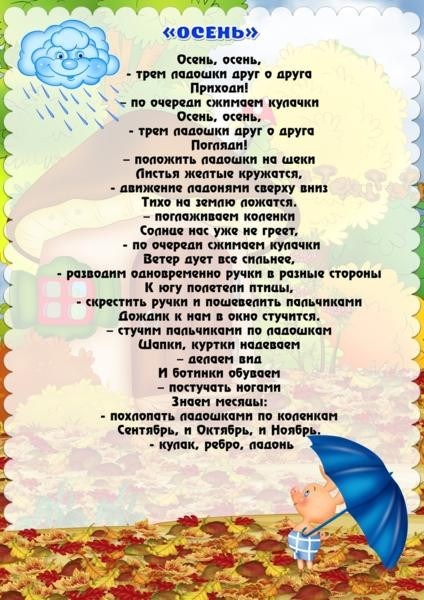 «ОСЕНЬ»
Осень, осень,
- трем ладошки друг о друга
Приходи!
– по очереди сжимаем кулачки
Осень, осень,
- трем ладошки друг о друга
Погляди!
– положить ладошки на щеки
Листья желтые кружатся,
- движение ладонями сверху вниз
Тихо на землю ложатся.
– поглаживаем коленки
Солнце нас уже не греет,
- по очереди сжимаем кулачки
Ветер дует все сильнее,
- разводим одновременно ручки в разные стороны
К югу полетели птицы,
- скрестить ручки и пошевелить пальчиками
Дождик к нам в окно стучится.
– стучим пальчиками по ладошкам
Шапки, куртки надеваем
– делаем вид
И ботинки обуваем
– постучать ногами
Знаем месяцы:
- похлопать ладошками по коленкам
Сентябрь, и Октябрь, и Ноябрь.
- кулак, ребро, ладонь